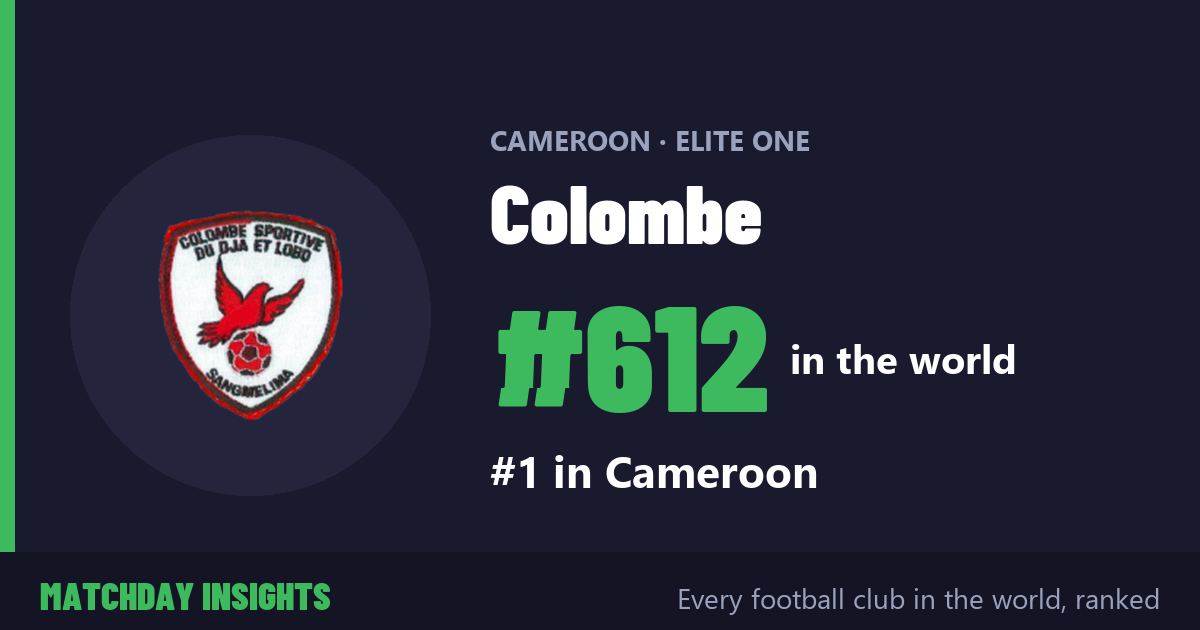 CAMEROON · ELITE ONE
Colombe
COLOMBE SPORTIVE
DU DJA ET LOBO
SANGMELIMA
#612 in the world
#1 in Cameroon
MATCHDAY INSIGHTS
Every football club in the world, ranked